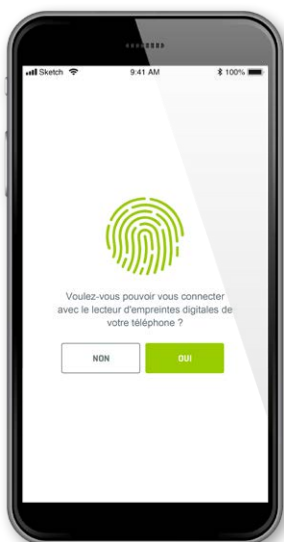 Sketch 9:41 AM 100%
Voulez-vous pouvoir vous connecter
avec le lecteur d'empreintes digitales de
votre téléphone ?
NON OUI